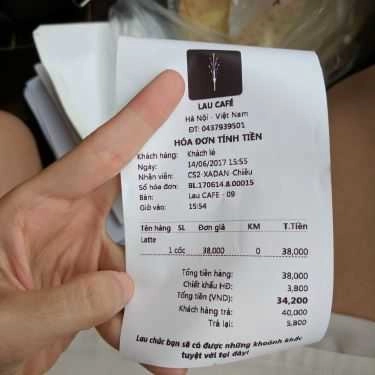 LAU CAFÉ
Hà Nội - Việt Nam
ĐT: 0437939501
HÓA ĐƠN TÍNH TIỀN
Khách hàng: Khách lẻ
Ngày: 14/06/2017 15:55
Nhân viên: CS2-XADAN-Chiều
Số hóa đơn: BL170614.8.00015
Bàn: Lau CAFE - 09
Giờ vào: 15:54
Tên hàng SL Đơn giá KM T.Tiền
Latte
1 cốc 38,000 0 38,000
Tổng tiền hàng: 38,000
Chiết khấu HĐ: 3,800
Tổng tiền (VND): 34,200
Khách hàng trả: 40,000
Trả lại: 5,800
Lau chúc bạn sẽ có được những khoảnh khắc
tuyệt vời tại đây!